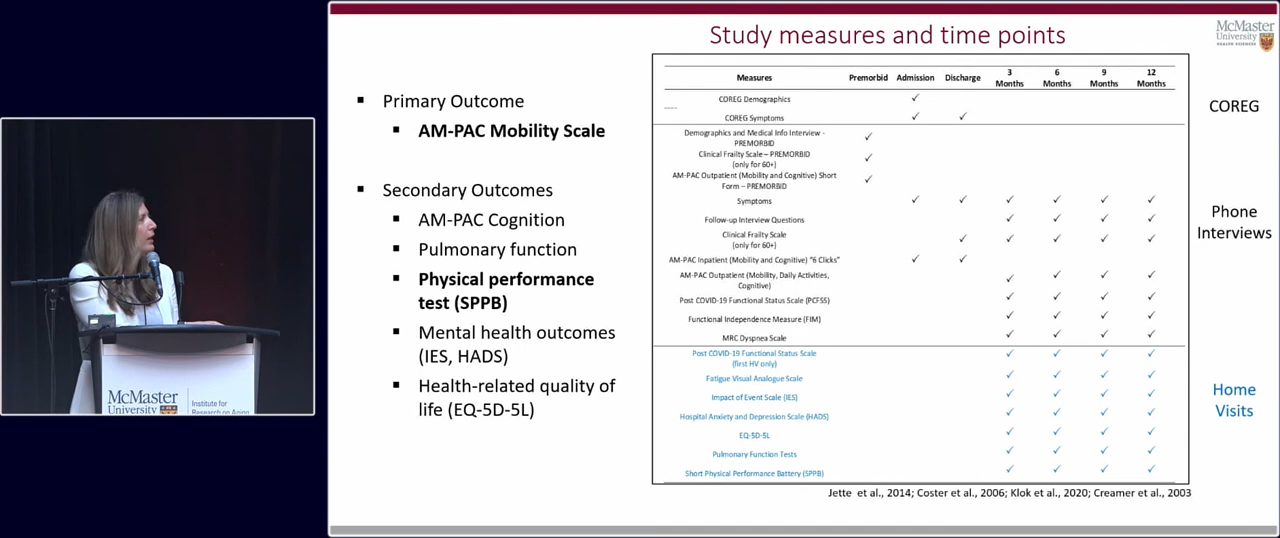 Study measures and time points
McMaster
University
HEALTH SCIENCES
▪ Primary Outcome
▪ AM-PAC Mobility Scale
▪ Secondary Outcomes
▪ AM-PAC Cognition
▪ Pulmonary function
▪ Physical performance
test (SPPB)
▪ Mental health outcomes
(IES, HADS)
▪ Health-related quality of
life (EQ-5D-5L)
Measures Premorbid Admission Discharge 3 Months 6 Months 9 Months 12 Months
COREG Demographics ✓
COREG Symptoms ✓ ✓
Demographics and Medical Info Interview -
PREMORBID ✓
Clinical Frailty Scale – PREMORBID
(only for 60+) ✓
AM-PAC Outpatient (Mobility and Cognitive) Short
Form – PREMORBID ✓
Symptoms ✓ ✓ ✓ ✓ ✓ ✓
Follow-up Interview Questions ✓ ✓ ✓ ✓
Clinical Frailty Scale
(only for 60+) ✓ ✓ ✓ ✓ ✓
AM-PAC Inpatient (Mobility and Cognitive) "6 Clicks" ✓ ✓
AM-PAC Outpatient (Mobility, Daily Activities,
Cognitive) ✓ ✓ ✓ ✓
Post COVID-19 Functional Status Scale (PCFSS) ✓ ✓ ✓ ✓
Functional Independence Measure (FIM) ✓ ✓ ✓ ✓
MRC Dyspnea Scale ✓ ✓ ✓ ✓
Post COVID-19 Functional Status Scale
(first HV only) ✓ ✓ ✓ ✓
Fatigue Visual Analogue Scale ✓ ✓ ✓ ✓
Impact of Event Scale (IES) ✓ ✓ ✓ ✓
Hospital Anxiety and Depression Scale (HADS) ✓ ✓ ✓ ✓
EQ-5D-5L ✓ ✓ ✓ ✓
Pulmonary Function Tests ✓ ✓ ✓ ✓
Short Physical Performance Battery (SPPB) ✓ ✓ ✓ ✓
COREG
Phone
Interviews
Home
Visits
Jette et al., 2014; Coster et al., 2006; Klok et al., 2020; Creamer et al., 2003
McMaster
University
Institute for
Research on Aging